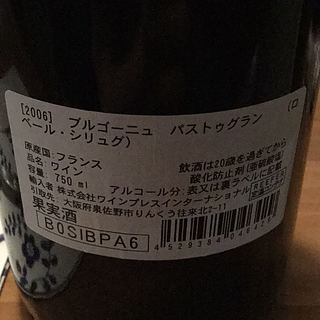 [2006] ブルゴーニュ パストゥグラン (ロ
ベール・シリュグ)
原産国:フランス
品名:ワイン
容量: 750 ml
飲酒は20歳を過ぎてから
酸化防止剤(亜硫酸塩)
アルコール分:表又は裏ラベルに記載
輸入者 株式会社ワインプレスインターナショナル REEFER
引取先: 大阪府泉佐野市りんくう往来北2-11
果実酒
BOSIBPA6